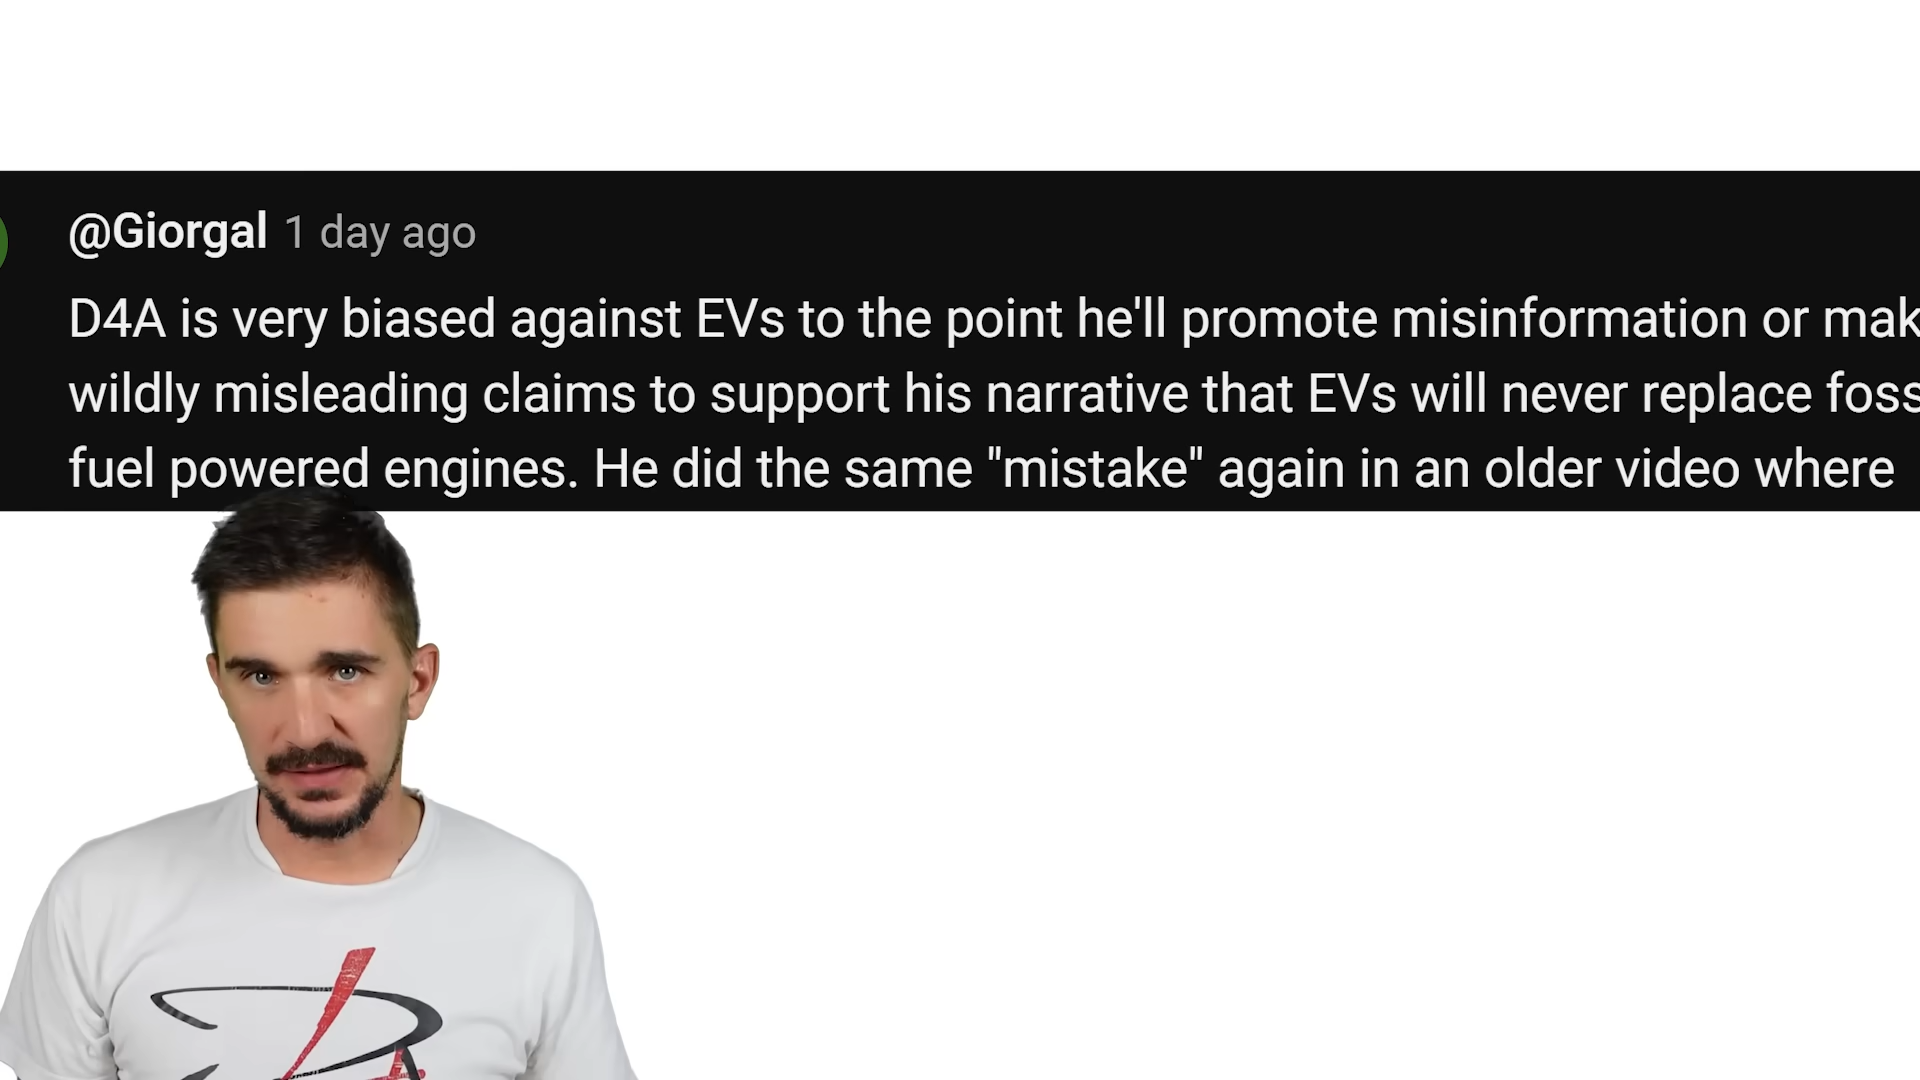 @Giorgal 1 day ago
D4A is very biased against EVs to the point he'll promote misinformation or mak
wildly misleading claims to support his narrative that EVs will never replace foss
fuel powered engines. He did the same "mistake" again in an older video where